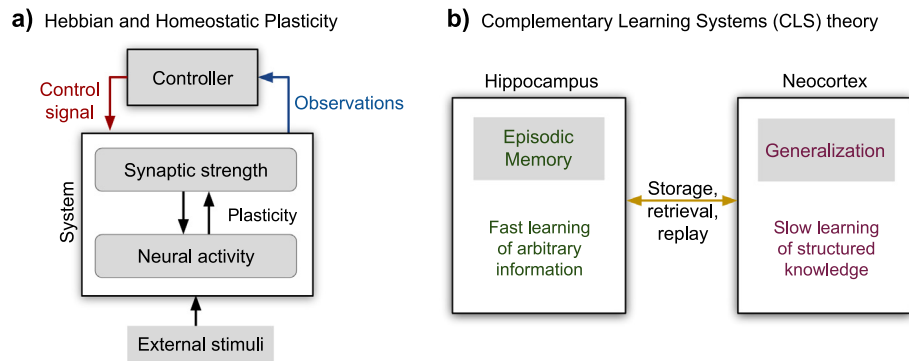 a) Hebbian and Homeostatic Plasticity
Controller
Control
signal
Observations
System
Synaptic strength
Plasticity
Neural activity
External stimuli
b) Complementary Learning Systems (CLS) theory
Hippocampus
Episodic
Memory
Fast learning
of arbitrary
information
Storage,
retrieval,
replay
Neocortex
Generalization
Slow learning
of structured
knowledge